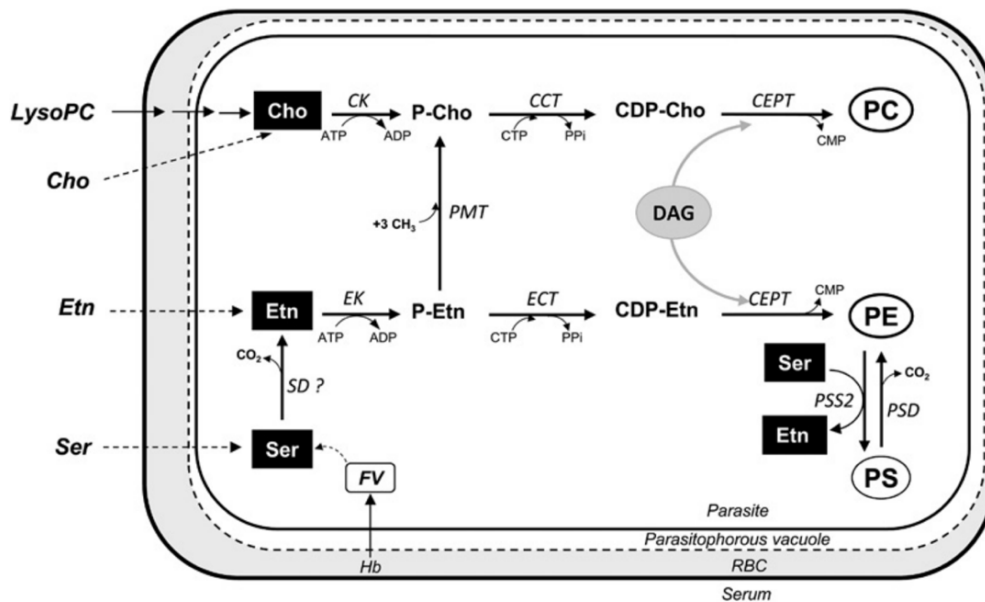 LysoPC
Cho
CK
ATP
ADP
P-Cho
CCT
CTP
PPi
CDP-Cho
CEPT
CMP
PC
Cho
+3 CH₃
PMT
DAG
Etn
Etn
EK
ATP
ADP
P-Etn
ECT
CTP
PPi
CDP-Etn
CEPT
CMP
PE
CO₂
SD ?
Ser
PSS2
Etn
PSD
CO₂
Ser
Ser
FV
PS
Parasite
Parasitophorous vacuole
Hb
RBC
Serum